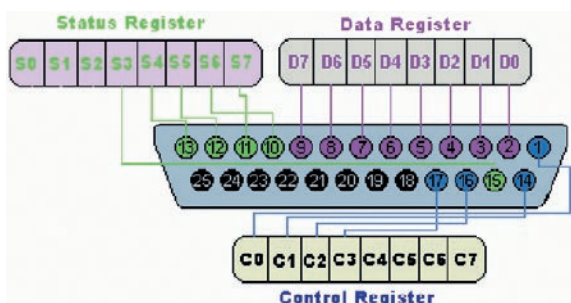 Status Register
Data Register
S0 S1 S2 S3 S4 S5 S6 S7
D7 D6 D5 D4 D3 D2 D1 D0
13 12 11 10 9 8 7 6 5 4 3 2 1
25 24 23 22 21 20 19 18 17 16 15 14
C0 C1 C2 C3 C4 C5 C6 C7
Control Register